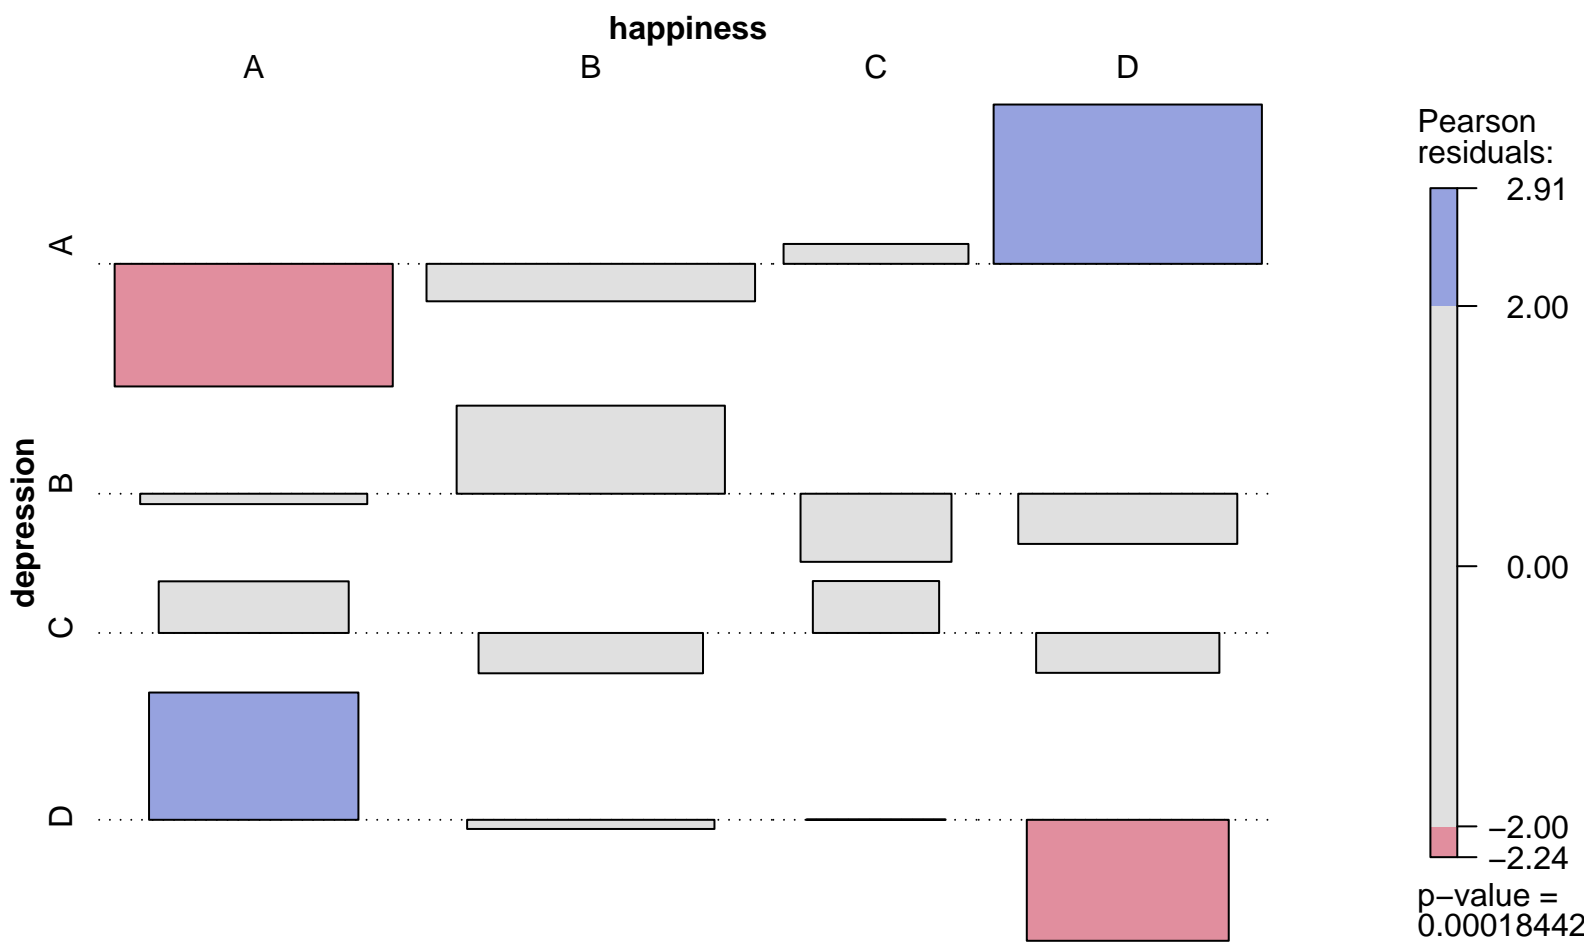 happiness
A B C D
depression
A
B
C
D
Pearson
residuals:
2.91
2.00
0.00
−2.00
−2.24
p−value =
0.00018442